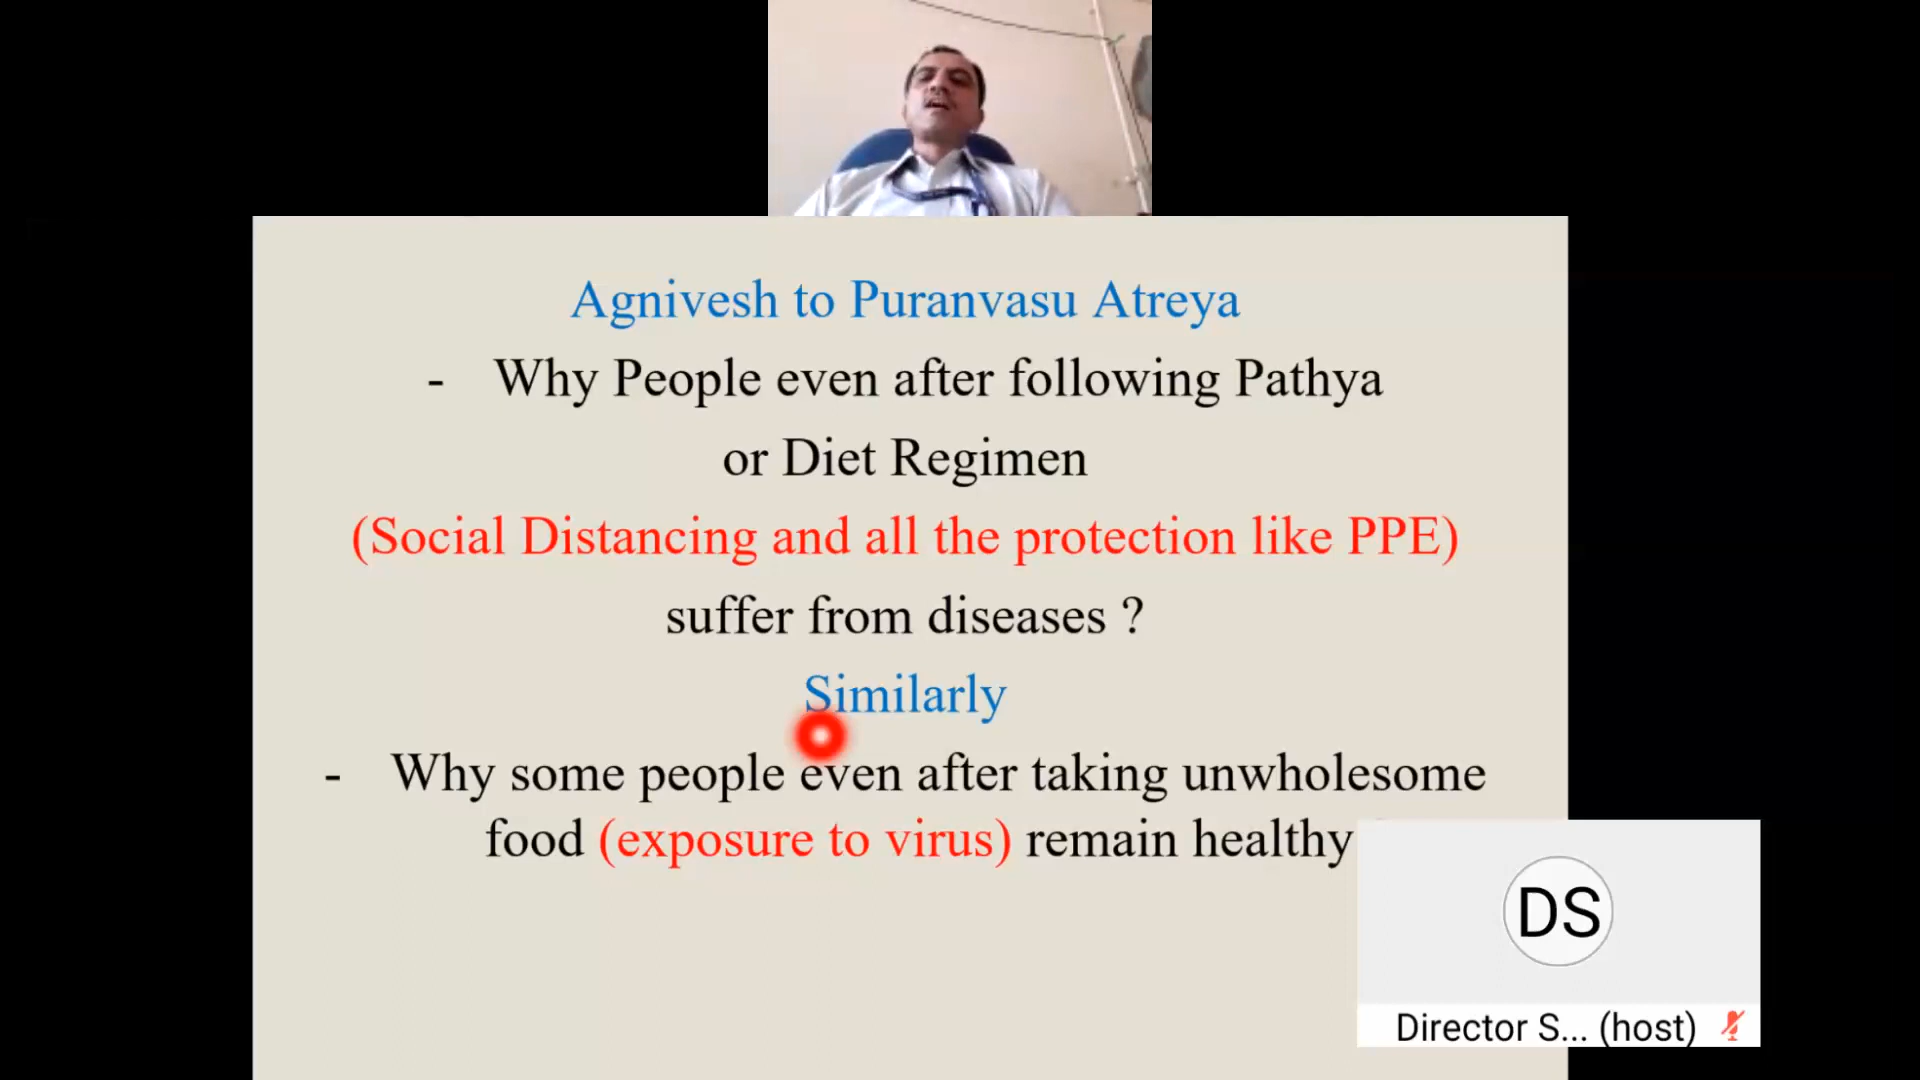 Agnivesh to Puranvasu Atreya
- Why People even after following Pathya
or Diet Regimen
(Social Distancing and all the protection like PPE)
suffer from diseases ?
Similarly
- Why some people even after taking unwholesome
food (exposure to virus) remain healthy
DS
Director S... (host)